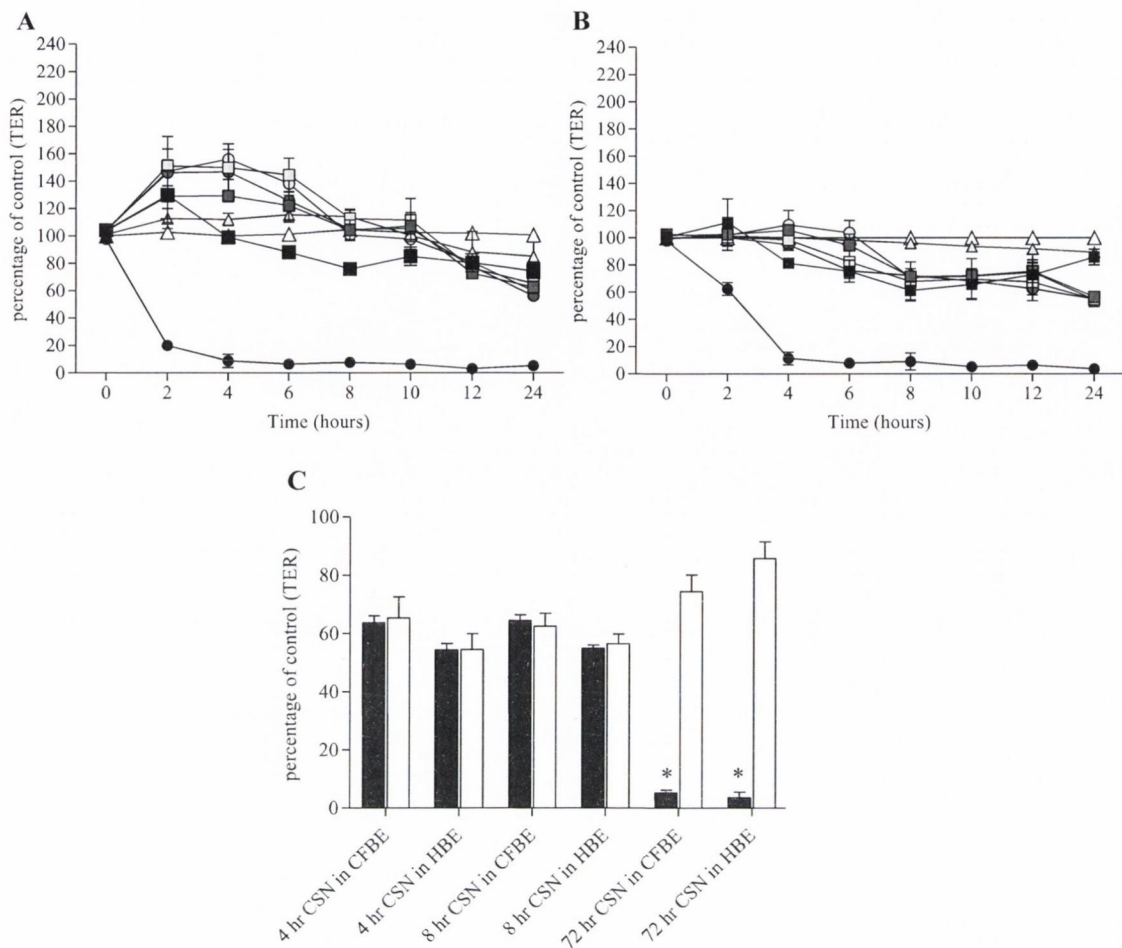 A
percentage of control (TER)
240
220
200
180
160
140
120
100
80
60
40
20
0
0 2 4 6 8 10 12 24
Time (hours)
B
percentage of control (TER)
240
220
200
180
160
140
120
100
80
60
40
20
0
0 2 4 6 8 10 12 24
Time (hours)
C
percentage of control (TER)
100
80
60
40
20
0
* *
4 hr CSN in CFBE
4 hr CSN in HBE
8 hr CSN in CFBE
8 hr CSN in HBE
72 hr CSN in CFBE
72 hr CSN in HBE